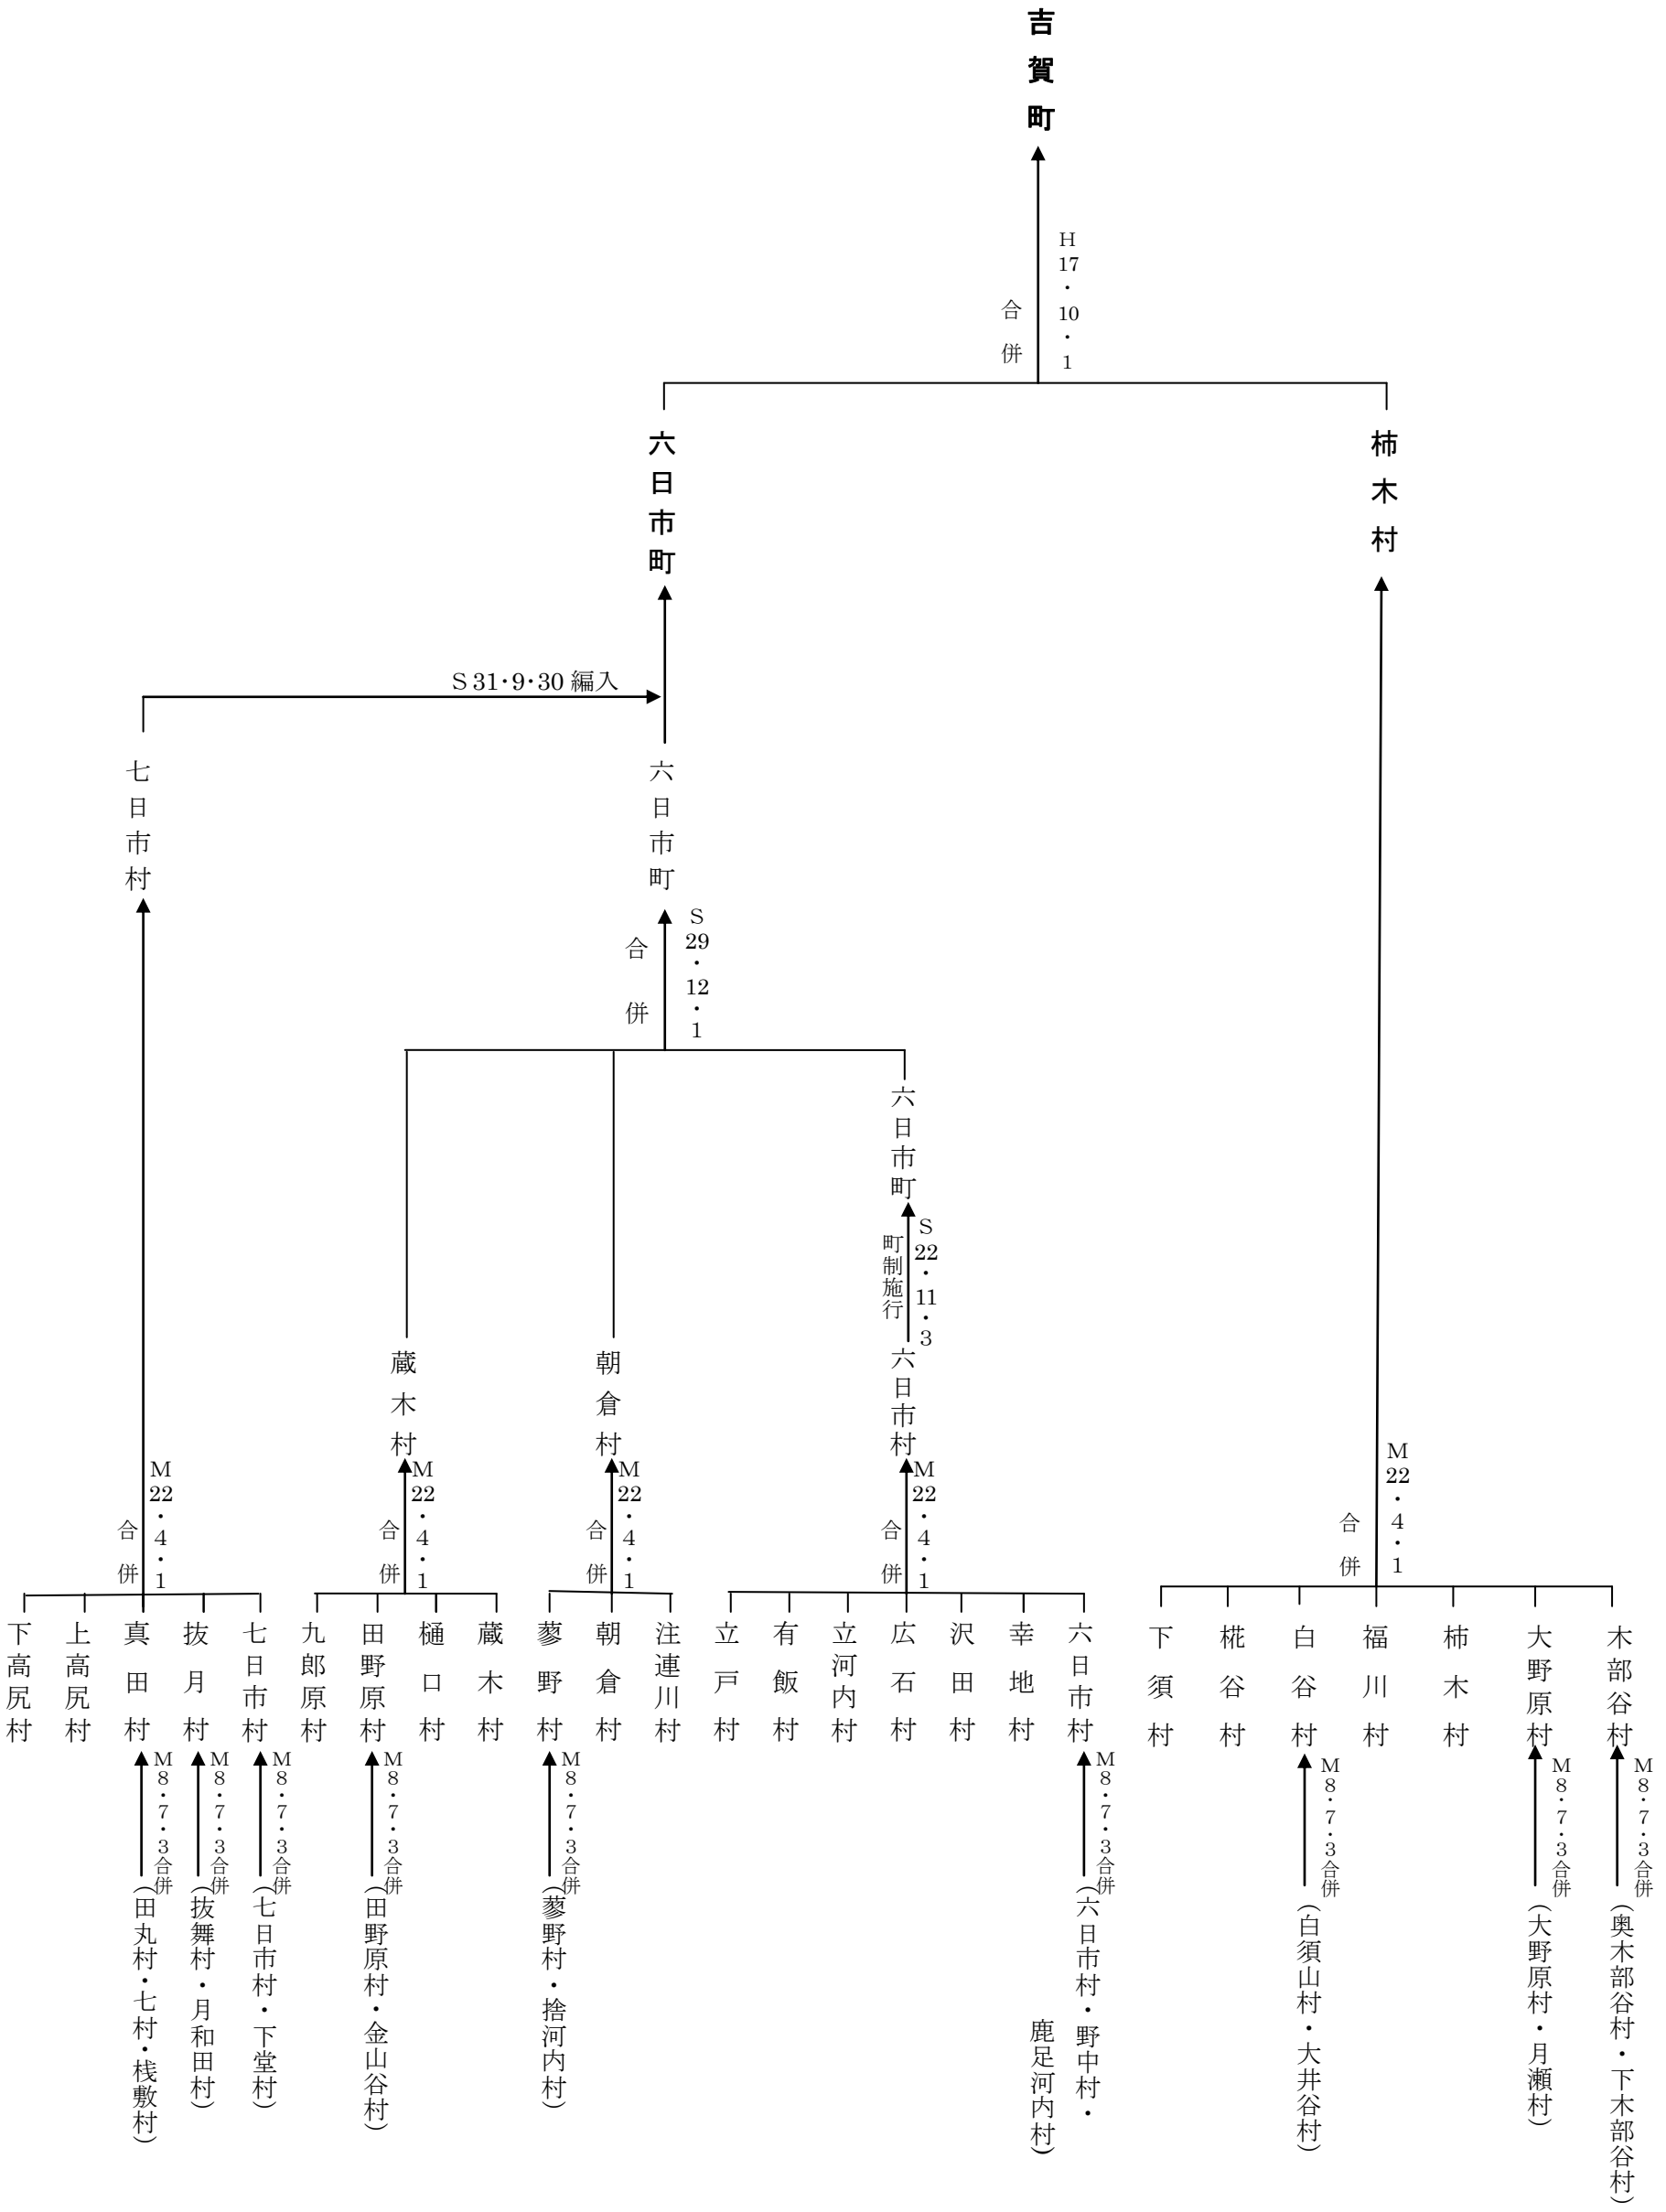 吉賀町
H17・10・1
合併
六日市町
柿木村
S31・9・30編入
七日市村
六日市町
S29・12・1
合併
六日市町
S22・11・3
町制施行
蔵木村
朝倉村
六日市村
M22・4・1
合併
M22・4・1
合併
M22・4・1
合併
M22・4・1
合併
M22・4・1
合併
下高尻村
上高尻村
真田村
抜月村
七日市村
九郎原村
田野原村
樋口村
蔵木村
蓼野村
朝倉村
注連川村
立戸村
有飯村
立河内村
広石村
沢田村
幸地村
六日市村
下須村
椛谷村
白谷村
福川村
柿木村
大野原村
木部谷村
M8・7・3合併
(田丸村・七村・桟敷村)
M8・7・3合併
(抜舞村・月和田村)
M8・7・3合併
(七日市村・下堂村)
M8・7・3合併
(田野原村・金山谷村)
M8・7・3合併
(蓼野村・捨河内村)
M8・7・3合併
(六日市村・野中村・
鹿足河内村)
M8・7・3合併
(白須山村・大井谷村)
M8・7・3合併
(大野原村・月瀬村)
M8・7・3合併
(奥木部谷村・下木部谷村)